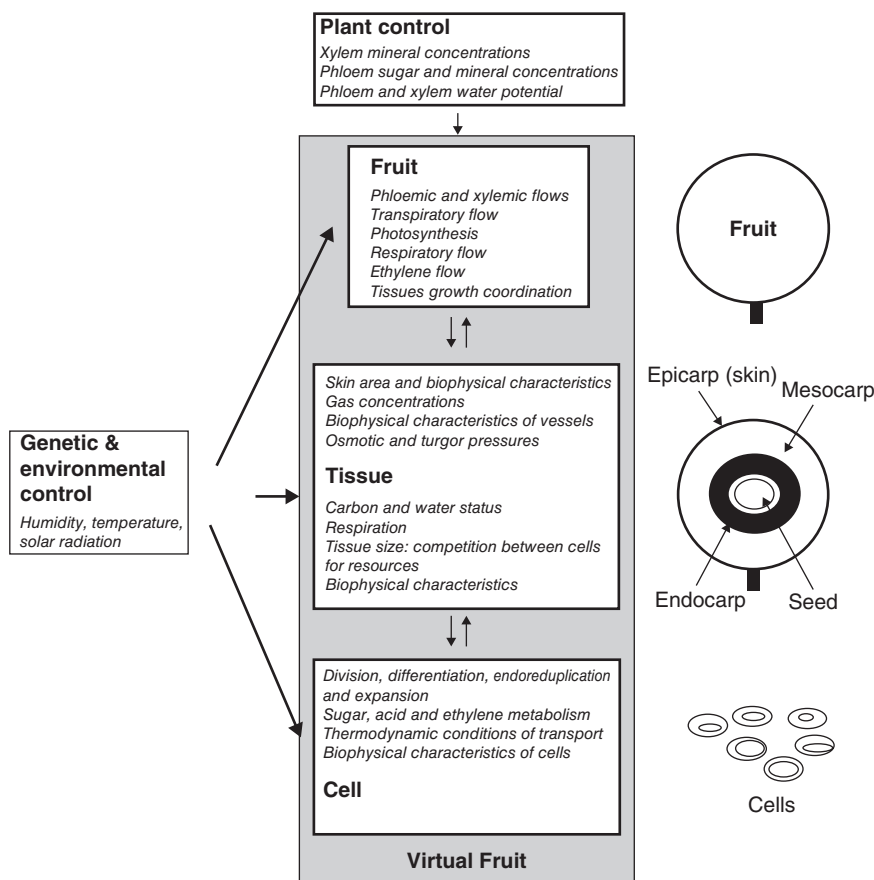 Plant control
Xylem mineral concentrations
Phloem sugar and mineral concentrations
Phloem and xylem water potential
Fruit
Phloemic and xylemic flows
Transpiratory flow
Photosynthesis
Respiratory flow
Ethylene flow
Tissues growth coordination
Fruit
Skin area and biophysical characteristics
Gas concentrations
Biophysical characteristics of vessels
Osmotic and turgor pressures
Tissue
Carbon and water status
Respiration
Tissue size: competition between cells
for resources
Biophysical characteristics
Epicarp (skin)
Mesocarp
Endocarp
Seed
Genetic &
environmental
control
Humidity, temperature,
solar radiation
Division, differentiation, endoreduplication
and expansion
Sugar, acid and ethylene metabolism
Thermodynamic conditions of transport
Biophysical characteristics of cells
Cell
Cells
Virtual Fruit